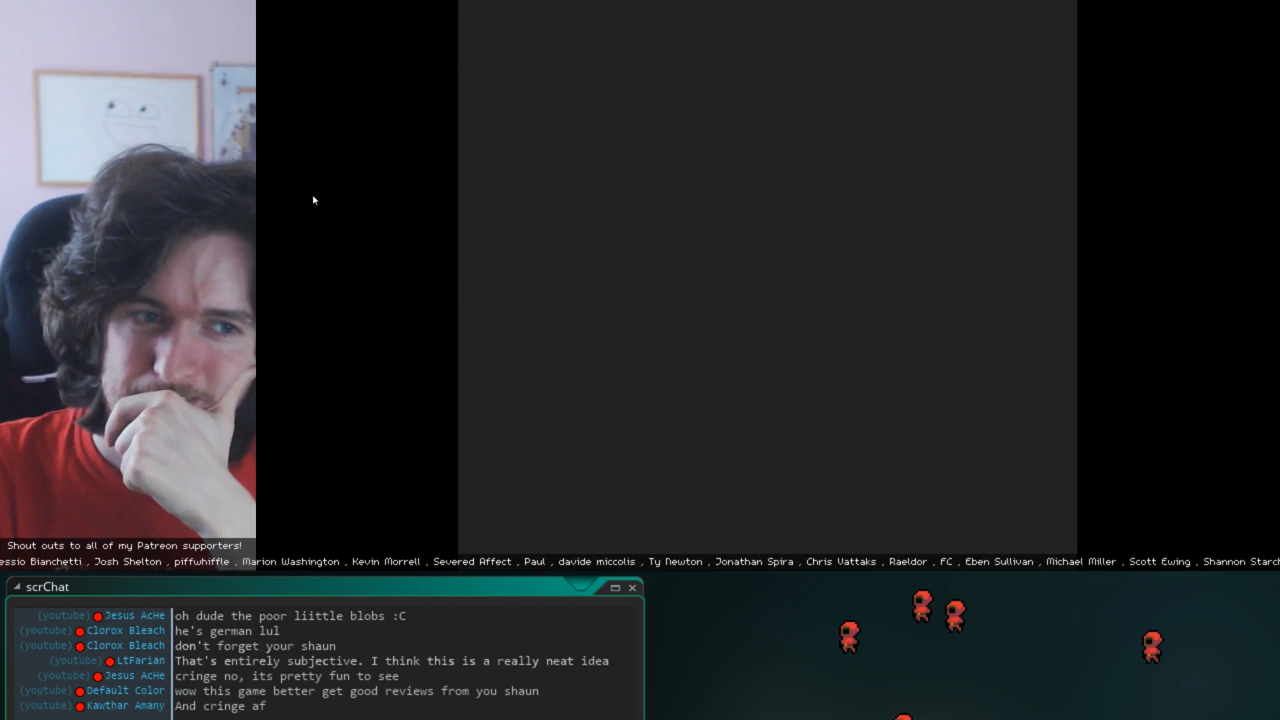 Shout outs to all of my Patreon supporters!
essio Bianchetti , Josh Shelton , piffwhiffle , Marion Washington , Kevin Morrell , Severed Affect , Paul , davide miccolis , Ty Newton , Jonathan Spira , Chris Vattaks , Raeldor , FC , Eben Sullivan , Michael Miller , Scott Ewing , Shannon Starch
scrChat
(youtube) Jesus AcHe oh dude the poor liittle blobs :C
(youtube) Clorox Bleach he's german lul
(youtube) Clorox Bleach don't forget your shaun
(youtube) LtFarian That's entirely subjective. I think this is a really neat idea
(youtube) Jesus AcHe cringe no, its pretty fun to see
(youtube) Default Color wow this game better get good reviews from you shaun
(youtube) Kawthar Amany And cringe af